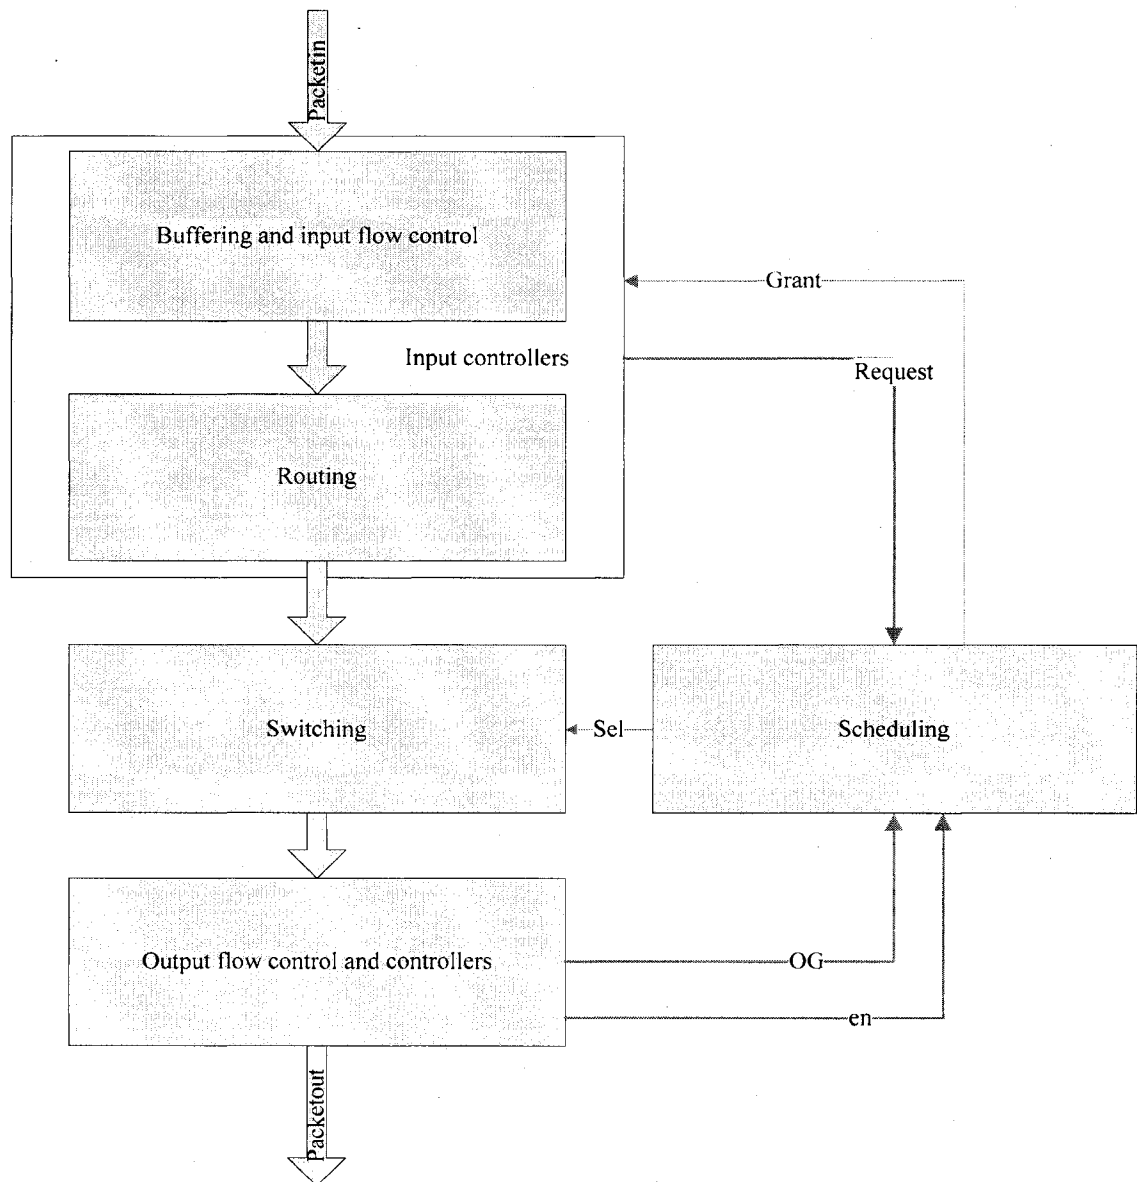 Packetin
Buffering and input flow control
Grant
Input controllers
Request
Routing
Switching
Sel
Scheduling
Output flow control and controllers
OG
en
Packetout